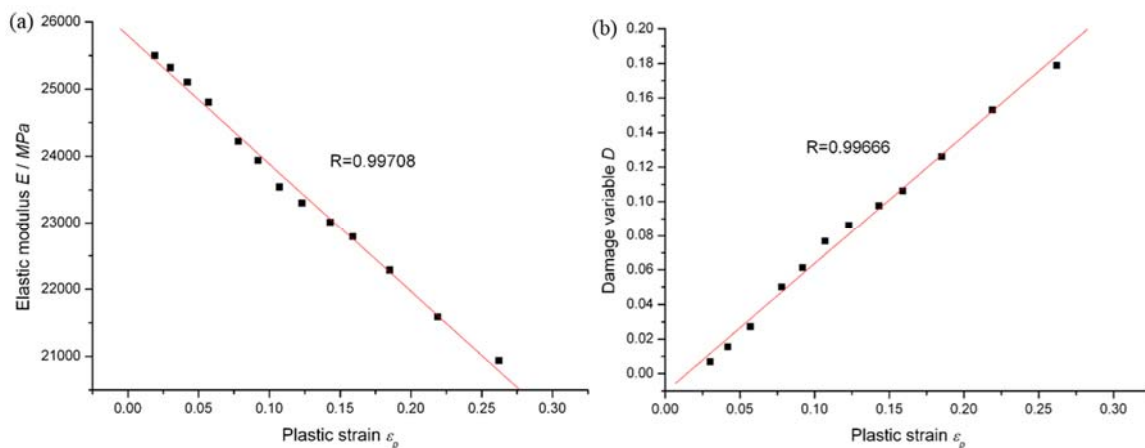 (a)
26000
25000
24000
23000
22000
21000
Elastic modulus E / MPa
R=0.99708
0.00 0.05 0.10 0.15 0.20 0.25 0.30
Plastic strain εp
(b)
0.20
0.18
0.16
0.14
0.12
0.10
0.08
0.06
0.04
0.02
0.00
Damage variable D
R=0.99666
0.00 0.05 0.10 0.15 0.20 0.25 0.30
Plastic strain εp